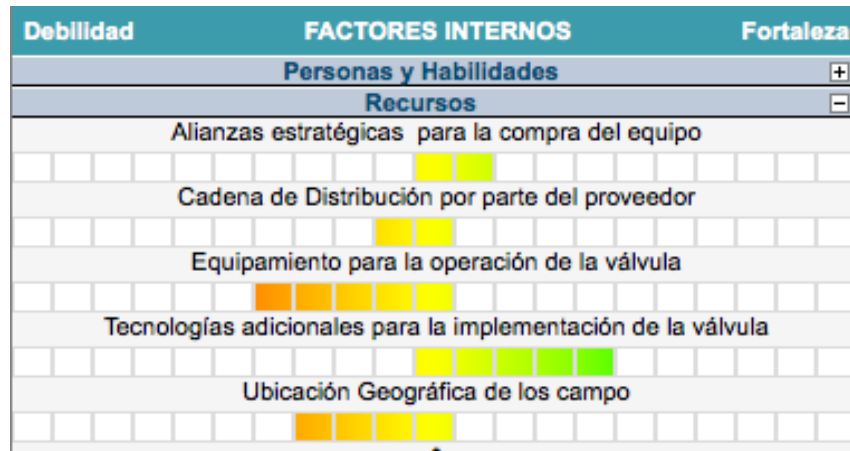 Debilidad FACTORES INTERNOS Fortaleza
Personas y Habilidades
Recursos
Alianzas estratégicas para la compra del equipo
Cadena de Distribución por parte del proveedor
Equipamiento para la operación de la válvula
Tecnologías adicionales para la implementación de la válvula
Ubicación Geográfica de los campo